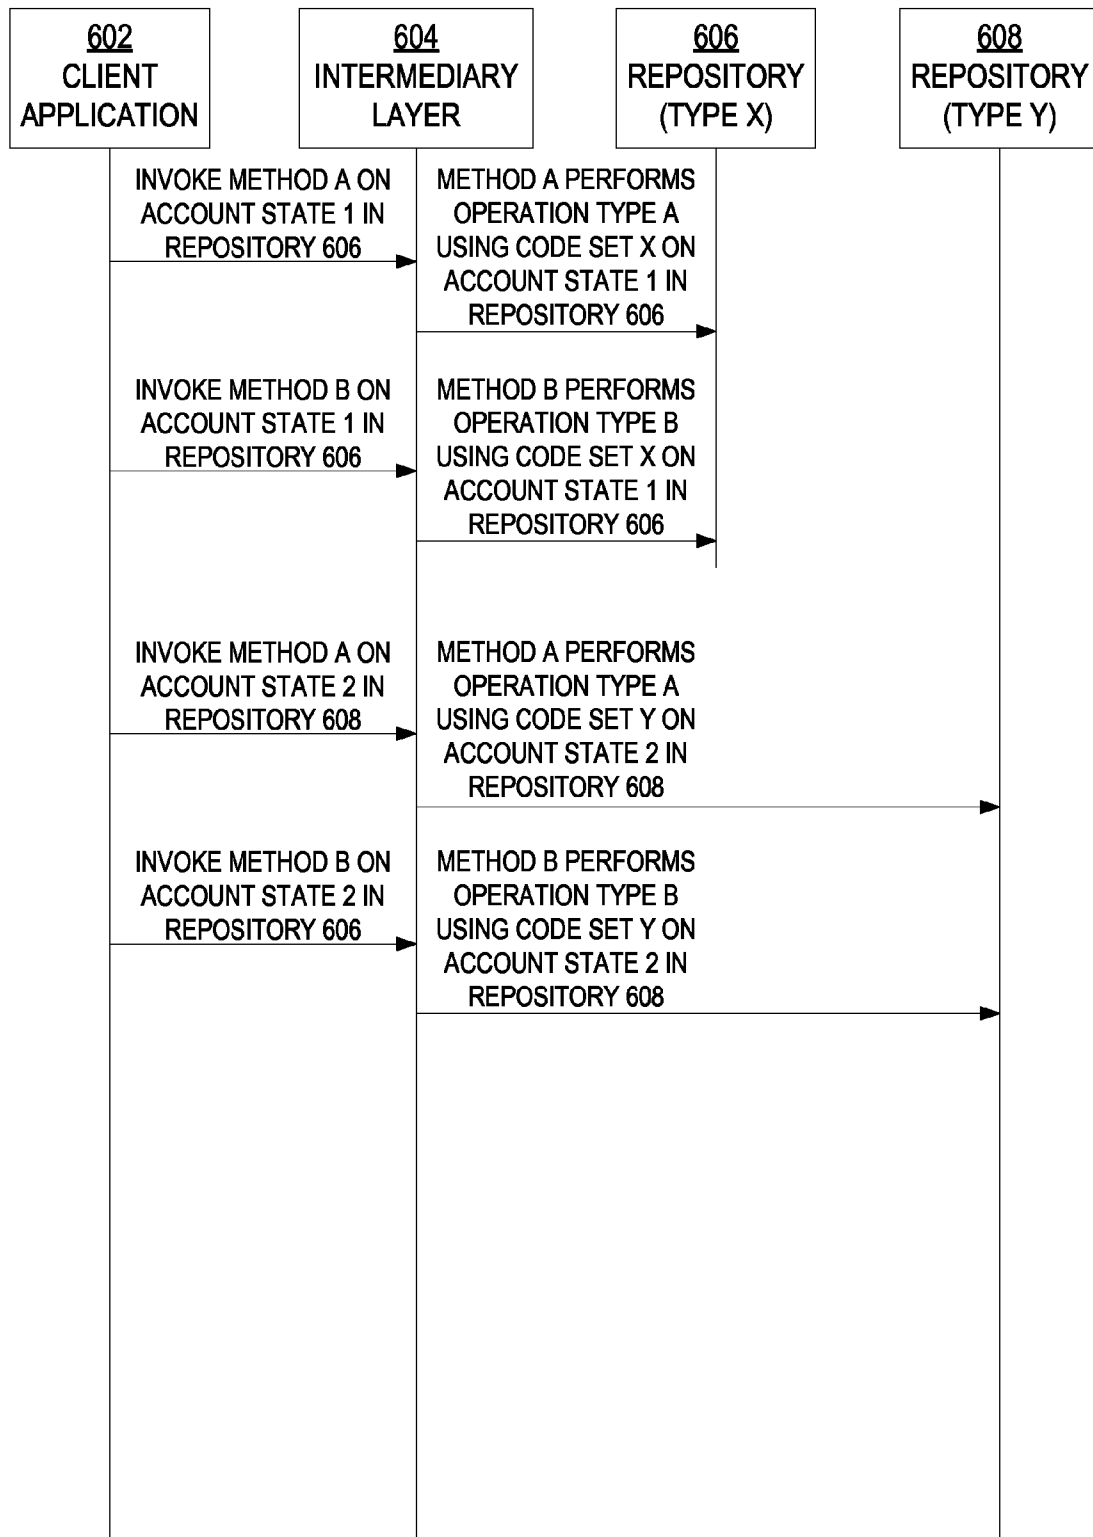 602
CLIENT
APPLICATION
604
INTERMEDIARY
LAYER
606
REPOSITORY
(TYPE X)
608
REPOSITORY
(TYPE Y)
INVOKE METHOD A ON
ACCOUNT STATE 1 IN
REPOSITORY 606
METHOD A PERFORMS
OPERATION TYPE A
USING CODE SET X ON
ACCOUNT STATE 1 IN
REPOSITORY 606
INVOKE METHOD B ON
ACCOUNT STATE 1 IN
REPOSITORY 606
METHOD B PERFORMS
OPERATION TYPE B
USING CODE SET X ON
ACCOUNT STATE 1 IN
REPOSITORY 606
INVOKE METHOD A ON
ACCOUNT STATE 2 IN
REPOSITORY 608
METHOD A PERFORMS
OPERATION TYPE A
USING CODE SET Y ON
ACCOUNT STATE 2 IN
REPOSITORY 608
INVOKE METHOD B ON
ACCOUNT STATE 2 IN
REPOSITORY 606
METHOD B PERFORMS
OPERATION TYPE B
USING CODE SET Y ON
ACCOUNT STATE 2 IN
REPOSITORY 608